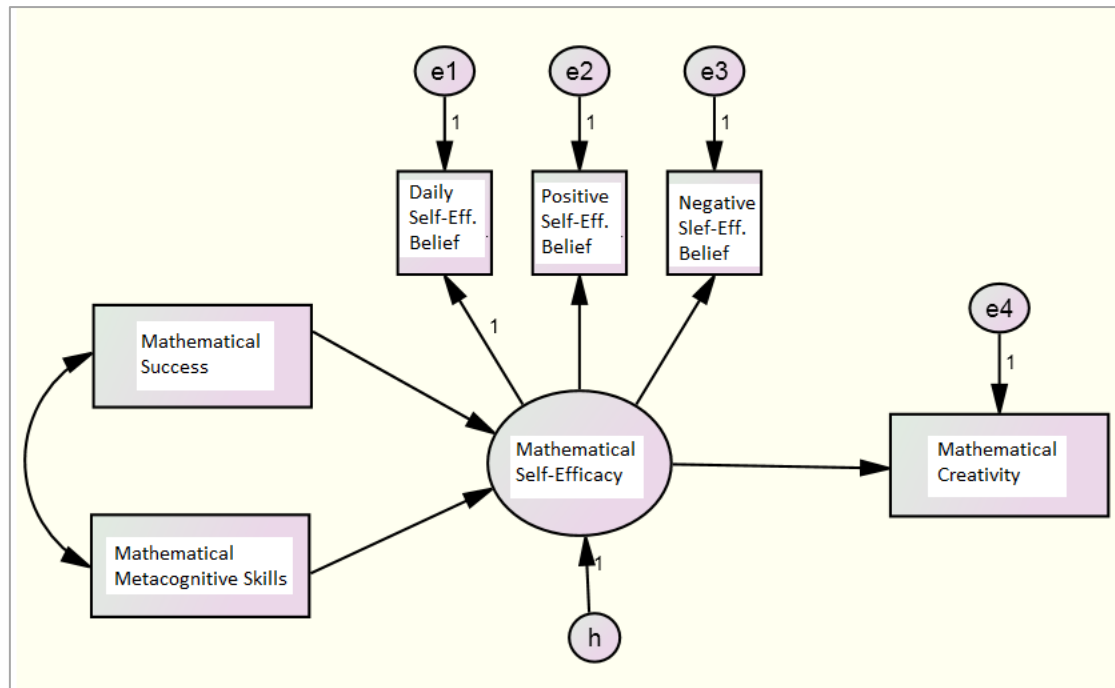 e1
e2
e3
1
1
1
Daily
Self-Eff.
Belief
Positive
Self-Eff.
Belief
Negative
Slef-Eff.
Belief
e4
1
1
Mathematical
Success
Mathematical
Self-Efficacy
Mathematical
Creativity
Mathematical
Metacognitive Skills
1
h